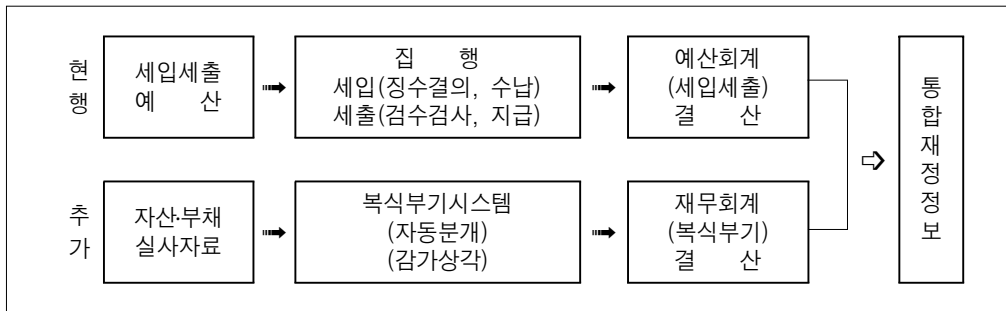 현행
세입세출
예 산
집 행
세입(징수결의, 수납)
세출(검수검사, 지급)
예산회계
(세입세출)
결 산
추가
자산·부채
실사자료
복식부기시스템
(자동분개)
(감가상각)
재무회계
(복식부기)
결 산
통합재정정보